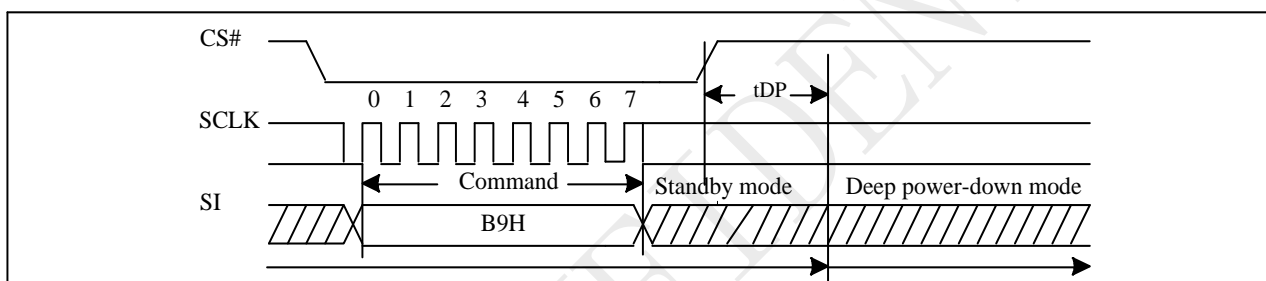 CS#
tDP
0 1 2 3 4 5 6 7
SCLK
Command
Standby mode
Deep power-down mode
SI
B9H